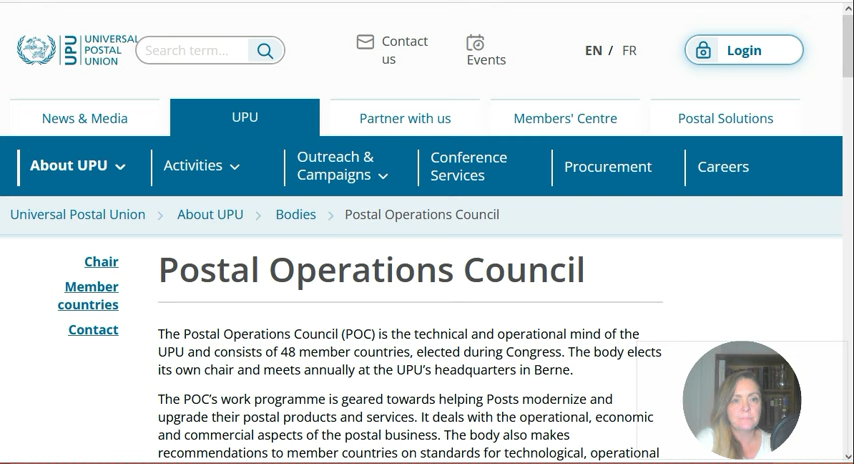 UPU
UNIVERSAL
POSTAL
UNION
Search term...
Contact
us
Events
EN / FR
Login
News & Media
UPU
Partner with us
Members' Centre
Postal Solutions
About UPU
Activities
Outreach &
Campaigns
Conference
Services
Procurement
Careers
Universal Postal Union
About UPU
Bodies
Postal Operations Council
Chair
Member
countries
Contact
Postal Operations Council
The Postal Operations Council (POC) is the technical and operational mind of the
UPU and consists of 48 member countries, elected during Congress. The body elects
its own chair and meets annually at the UPU's headquarters in Berne.
The POC's work programme is geared towards helping Posts modernize and
upgrade their postal products and services. It deals with the operational, economic
and commercial aspects of the postal business. The body also makes
recommendations to member countries on standards for technological, operational